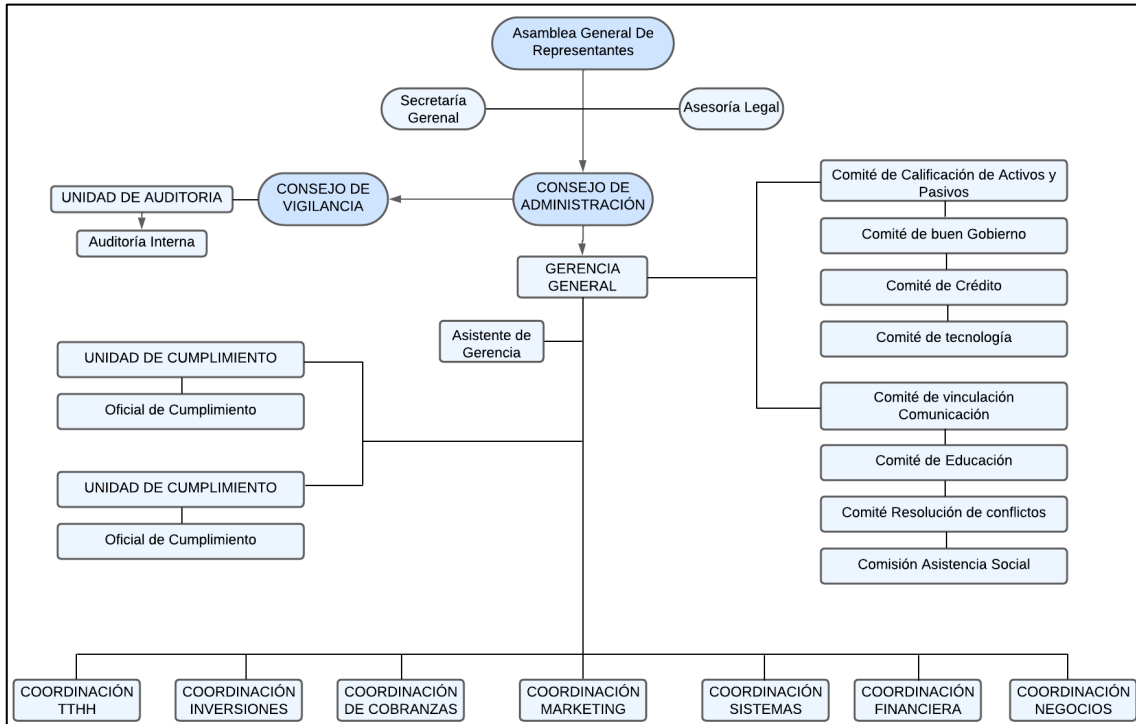 Asamblea General De
Representantes
Secretaría
Gerenal
Asesoría Legal
UNIDAD DE AUDITORIA
Auditoría Interna
CONSEJO DE
VIGILANCIA
CONSEJO DE
ADMINISTRACIÓN
GERENCIA
GENERAL
Asistente de
Gerencia
Comité de Calificación de Activos y
Pasivos
Comité de buen Gobierno
Comité de Crédito
Comité de tecnología
Comité de vinculación
Comunicación
Comité de Educación
Comité Resolución de conflictos
Comisión Asistencia Social
UNIDAD DE CUMPLIMIENTO
Oficial de Cumplimiento
UNIDAD DE CUMPLIMIENTO
Oficial de Cumplimiento
COORDINACIÓN
TTHH
COORDINACIÓN
INVERSIONES
COORDINACIÓN
DE COBRANZAS
COORDINACIÓN
MARKETING
COORDINACIÓN
SISTEMAS
COORDINACIÓN
FINANCIERA
COORDINACIÓN
NEGOCIOS